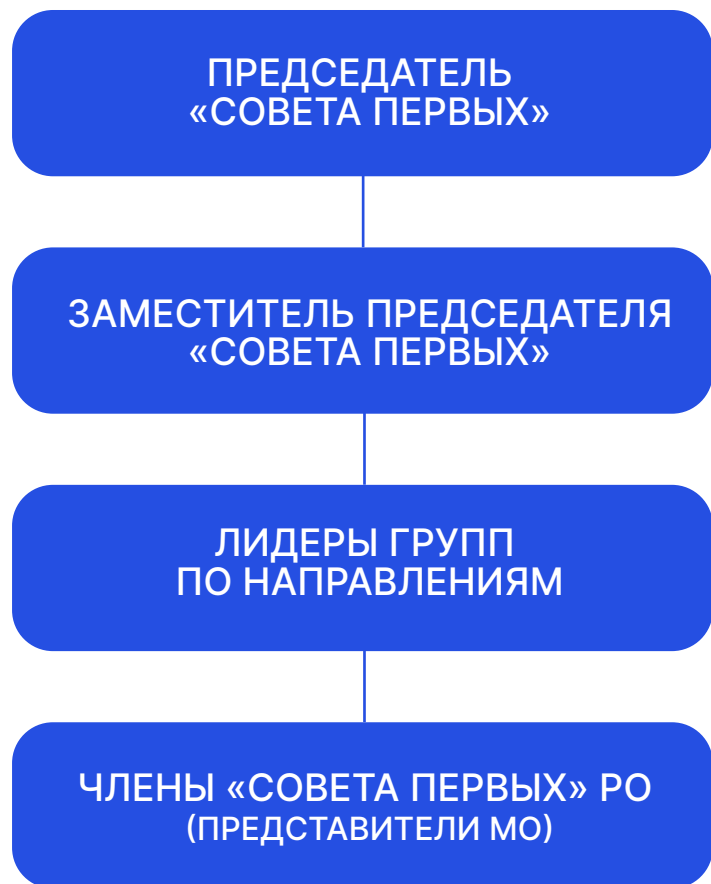 ПРЕДСЕДАТЕЛЬ
«СОВЕТА ПЕРВЫХ»
ЗАМЕСТИТЕЛЬ ПРЕДСЕДАТЕЛЯ
«СОВЕТА ПЕРВЫХ»
ЛИДЕРЫ ГРУПП
ПО НАПРАВЛЕНИЯМ
ЧЛЕНЫ «СОВЕТА ПЕРВЫХ» РО
(ПРЕДСТАВИТЕЛИ МО)